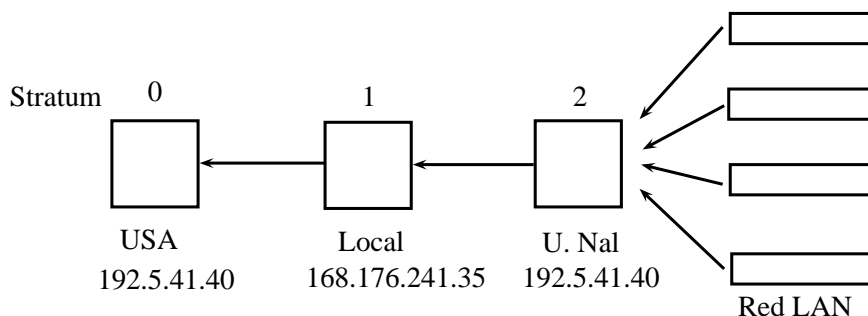 Stratum 0 1 2
USA Local U. Nal
192.5.41.40 168.176.241.35 192.5.41.40
Red LAN